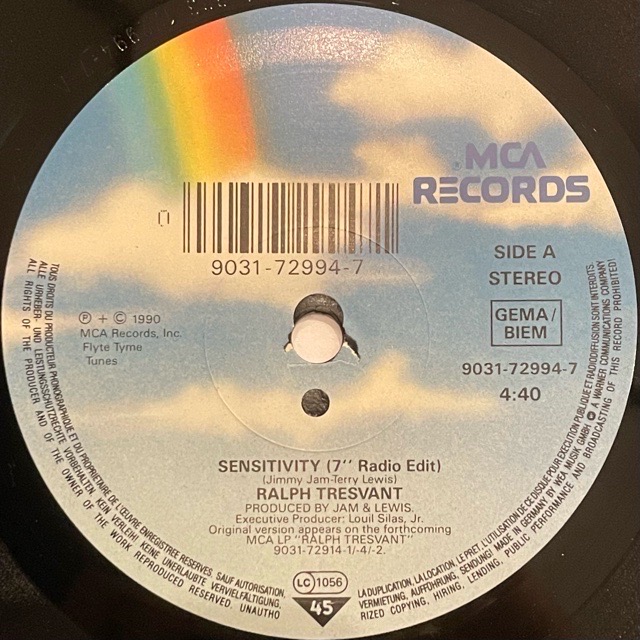 MCA
RECORDS
9031-72994-7
SIDE A
STEREO
GEMA/
BIEM
℗ + © 1990
MCA Records, Inc.
Flyte Tyme
Tunes
9031-72994-7
4:40
SENSITIVITY (7'' Radio Edit)
(Jimmy Jam-Terry Lewis)
RALPH TRESVANT
PRODUCED BY JAM & LEWIS.
Executive Producer: Louil Silas, Jr.
Original version appears on the forthcoming
MCA LP "RALPH TRESVANT"
9031-72914-1/-4/-2.
LC 1056
45
TOUS DROITS DU PRODUCTEUR PHONOGRAPHIQUE ET DU PROPRIETAIRE DE L'ŒUVRE ENREGISTREE RESERVES. SAUF AUTORISATION,
LA DUPLICATION, LA LOCATION, LE PRET, L'UTILISATION DE CE DISQUE POUR EXECUTION PUBLIQUE ET RADIODIFFUSION SONT INTERDITS.
ALLE URHEBER- UND LEISTUNGSSCHUTZRECHTE VORBEHALTEN. KEIN VERLEIH! KEINE UNERLAUBTE VERVIELFÄLTIGUNG,
VERMIETUNG, AUFFÜHRUNG, SENDUNG! MADE IN GERMANY BY WEA MUSIK GMBH A WARNER COMMUNICATIONS COMPANY
ALL RIGHTS OF THE PRODUCER AND OF THE OWNER OF THE WORK REPRODUCED RESERVED. UNAUTHO
RIZED COPYING, HIRING, LENDING, PUBLIC PERFORMANCE AND BROADCASTING OF THIS RECORD PROHIBITED!